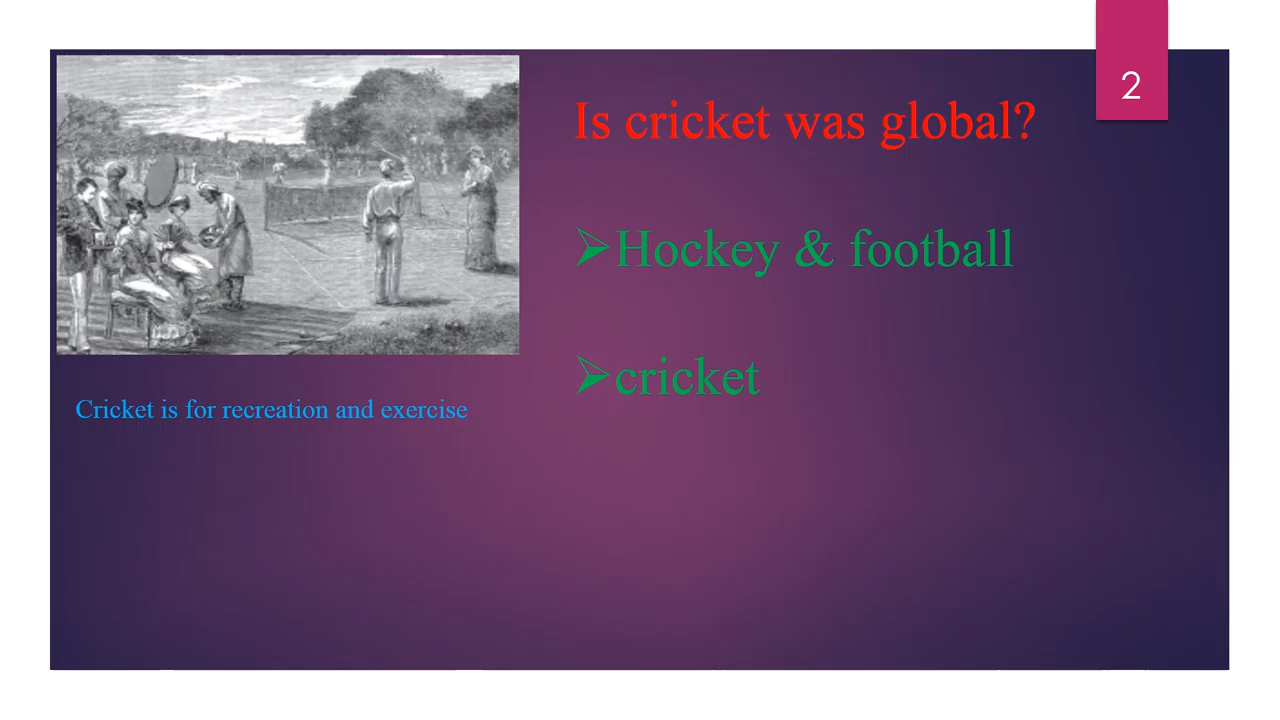 2
Is cricket was global?
➢Hockey & football
➢cricket
Cricket is for recreation and exercise